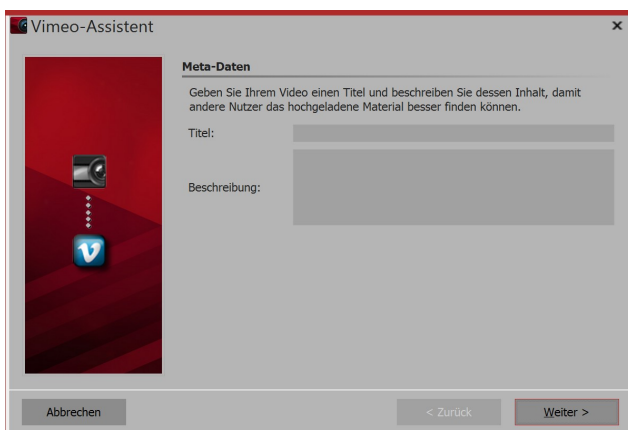 Vimeo-Assistent
Meta-Daten
Geben Sie Ihrem Video einen Titel und beschreiben Sie dessen Inhalt, damit
andere Nutzer das hochgeladene Material besser finden können.
Titel:
Beschreibung:
Abbrechen
< Zurück
Weiter >